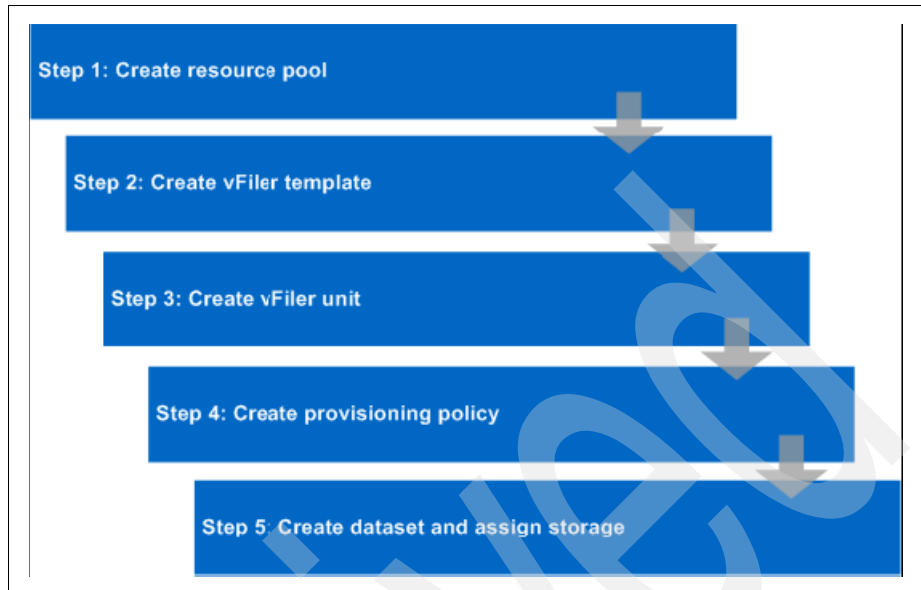 Step 1: Create resource pool
Step 2: Create vFiler template
Step 3: Create vFiler unit
Step 4: Create provisioning policy
Step 5: Create dataset and assign storage